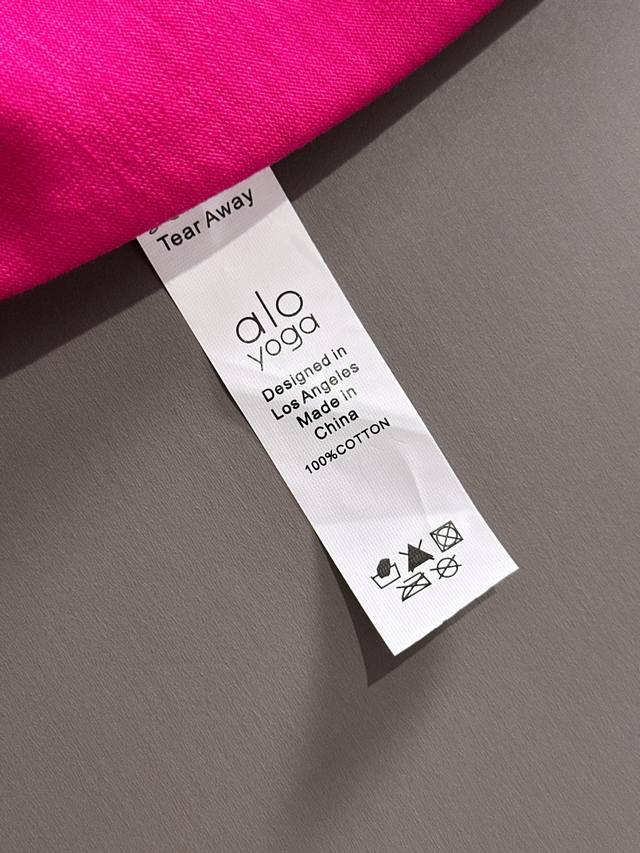 Tear Away
alo
yoga
Designed in
Los Angeles
Made in
China
100%COTTON